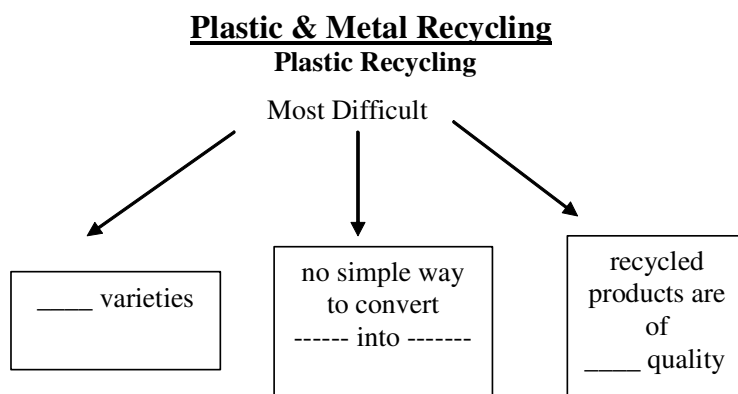 Plastic & Metal Recycling
Plastic Recycling
Most Difficult
____ varieties
no simple way
to convert
------ into -------
recycled
products are
of
____ quality